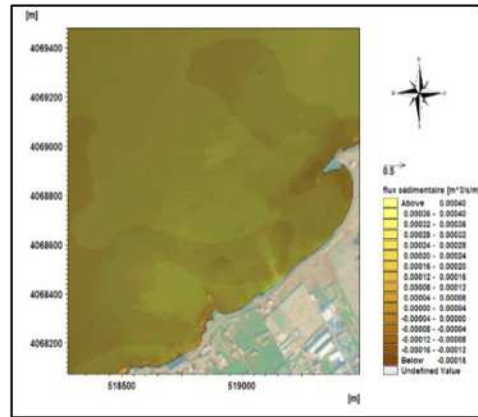 [m]
4069400
4069200
4069000
4068800
4068600
4068400
4068200
518500
519000
[m]
0.5
flux sédimentaire [m^3/s/m]
Above 0.00040
0.00036 - 0.00040
0.00032 - 0.00036
0.00028 - 0.00032
0.00024 - 0.00028
0.00020 - 0.00024
0.00016 - 0.00020
0.00012 - 0.00016
0.00008 - 0.00012
0.00004 - 0.00008
0.00000 - 0.00004
-0.00004 - 0.00000
-0.00008 - -0.00004
-0.00012 - -0.00008
-0.00016 - -0.00012
Below -0.00016
Undefined Value